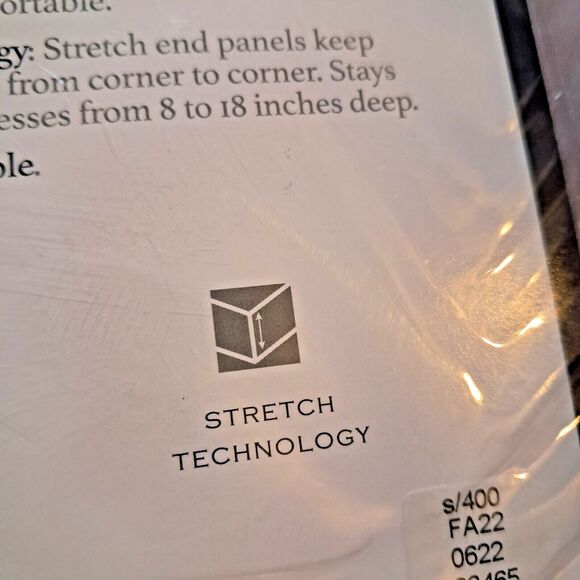 ortable.
gy: Stretch end panels keep
from corner to corner. Stays
esses from 8 to 18 inches deep.
ble.
STRETCH
TECHNOLOGY
s/400
FA22
0622